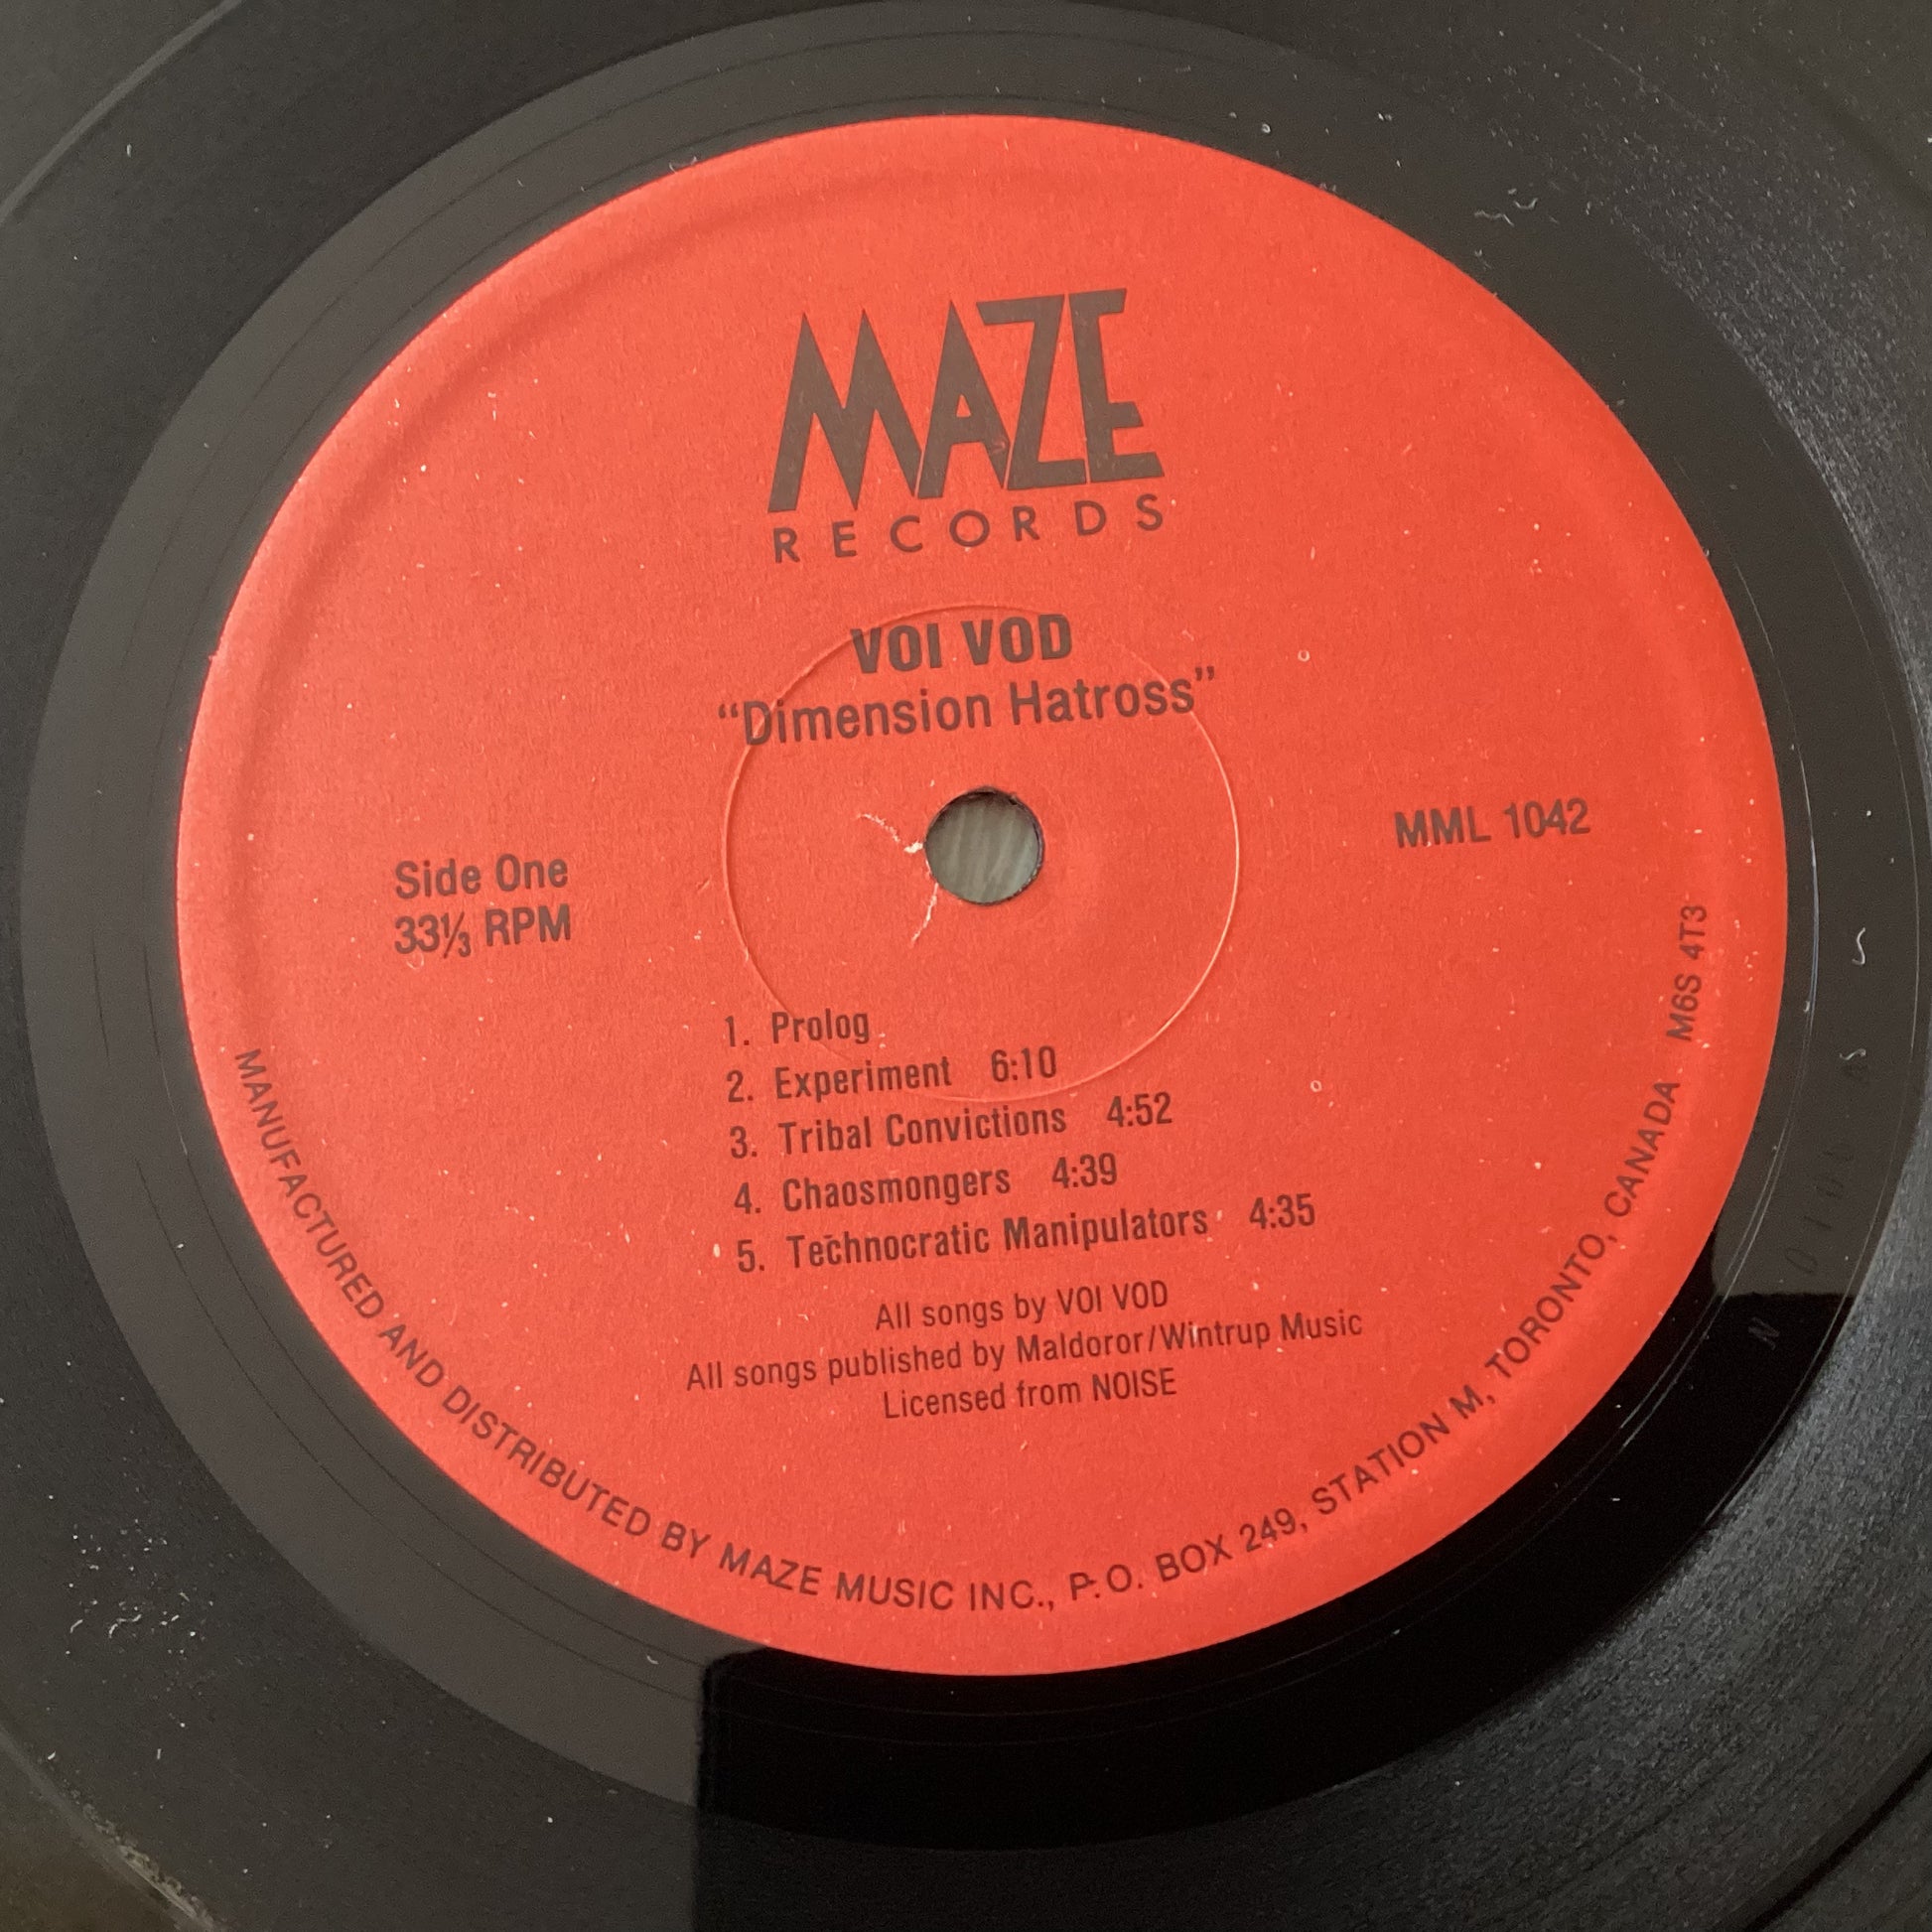 MAZE
RECORDS
VOI VOD
“Dimension Hatross”
MML 1042
Side One
33⅓ RPM
1. Prolog
2. Experiment 6:10
3. Tribal Convictions 4:52
4. Chaosmongers 4:39
5. Technocratic Manipulators 4:35
All songs by VOI VOD
All songs published by Maldoror/Wintrup Music
Licensed from NOISE
MANUFACTURED AND DISTRIBUTED BY MAZE MUSIC INC., P.O. BOX 249, STATION M, TORONTO, CANADA M6S 4T3